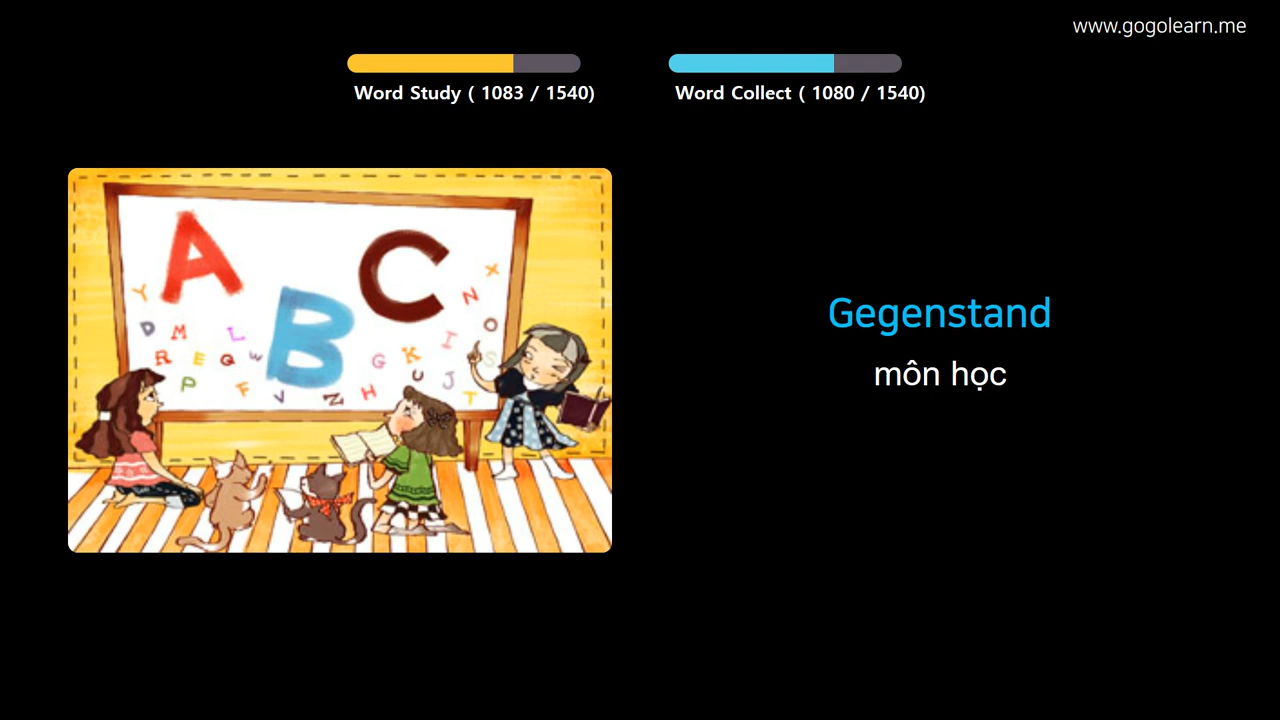 www.gogolearn.me
Word Study ( 1083 / 1540)
Word Collect ( 1080 / 1540)
A
C
B
Y
X
N
D
M
L
O
I
R
E
Q
W
G
K
S
P
F
V
Z
H
U
J
T
Gegenstand
môn học